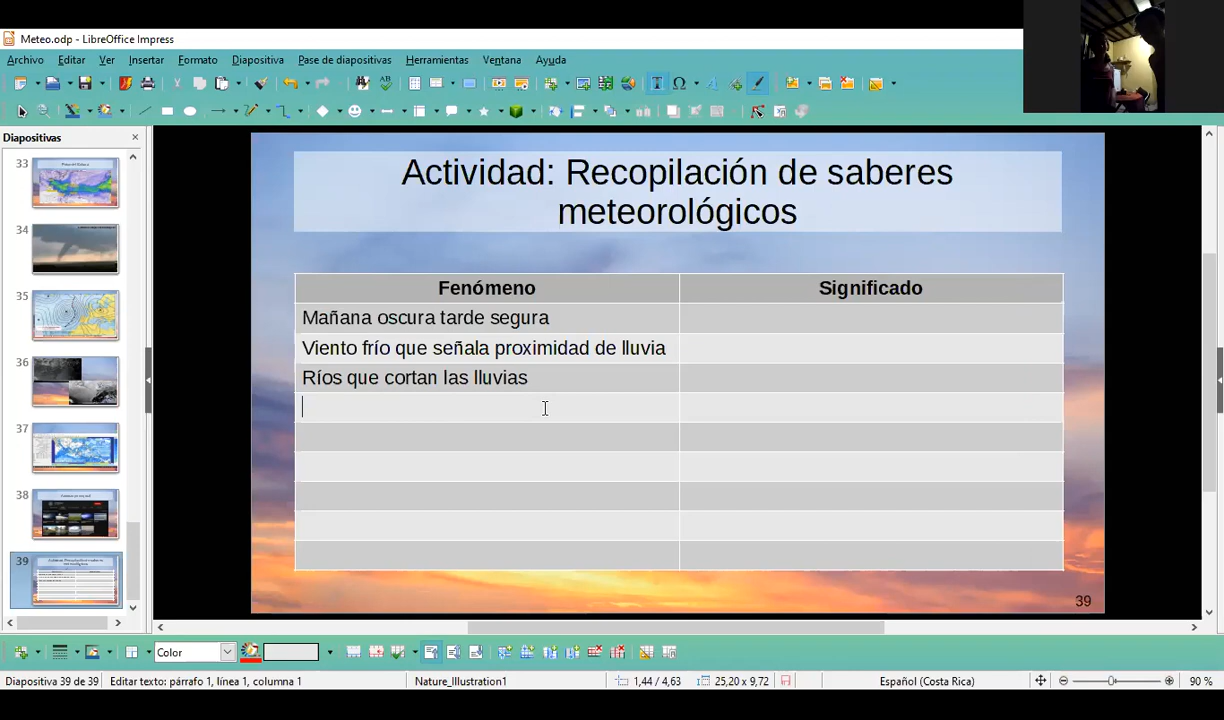 Meteo.odp - LibreOffice Impress
Archivo Editar Ver Insertar Formato Diapositiva Pase de diapositivas Herramientas Ventana Ayuda
Diapositivas
33
34
35
36
37
38
39
Actividad: Recopilación de saberes
meteorológicos
Fenómeno Significado
Mañana oscura tarde segura
Viento frío que señala proximidad de lluvia
Ríos que cortan las lluvias
39
Color
Diapositiva 39 de 39 Editar texto: párrafo 1, línea 1, columna 1 Nature_Illustration1 1,44 / 4,63 25,20 x 9,72 Español (Costa Rica) 90 %